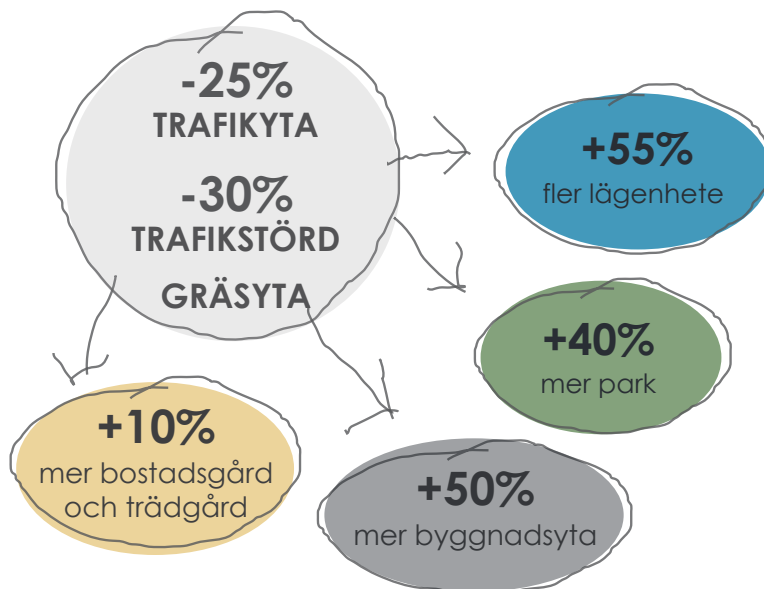 -25%
TRAFIKYTA
-30%
TRAFIKSTÖRD
GRÄSYTA
+55%
fler lägenhete
+40%
mer park
+10%
mer bostadsgård
och trädgård
+50%
mer byggnadsyta